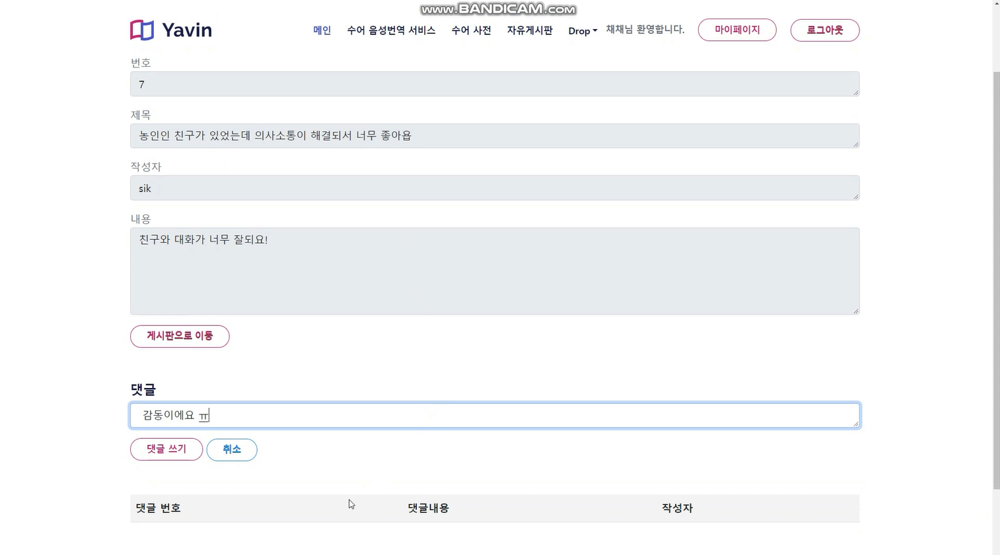 www.BANDICAM.com
Yavin 메인 수어 음성번역 서비스 수어 사전 자유게시판 Drop 채채님 환영합니다. 마이페이지 로그아웃
번호
7
제목
농인인 친구가 있었는데 의사소통이 해결되서 너무 좋아욥
작성자
sik
내용
친구와 대화가 너무 잘되요!
게시판으로 이동
댓글
감동이에요 ㅠ
댓글 쓰기 취소
댓글 번호 댓글내용 작성자